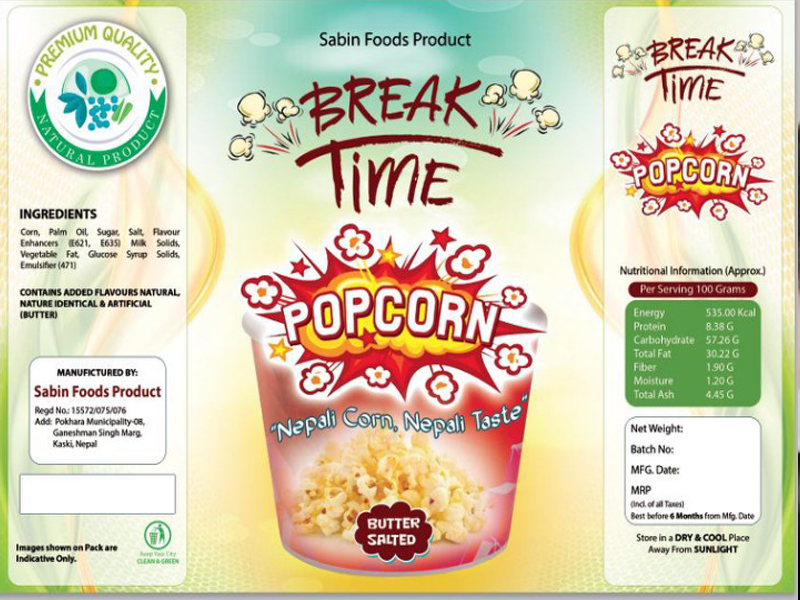 PREMIUM QUALITY
NATURAL PRODUCT
INGREDIENTS
Corn, Palm Oil, Sugar, Salt, Flavour
Enhancers (E621, E635) Milk Solids,
Vegetable Fat, Glucose Syrup Solids,
Emulsifier (471)
CONTAINS ADDED FLAVOURS NATURAL,
NATURE IDENTICAL & ARTIFICIAL
(BUTTER)
MANUFICTURED BY:
Sabin Foods Product
Regd No.: 15572/075/076
Add: Pokhara Municipality-08,
Ganeshman Singh Marg,
Kaski, Nepal
Images shown on Pack are
Indicative Only.
Keep Your City
CLEAN & GREEN
Sabin Foods Product
BREAK
TIME
POPCORN
"Nepali Corn, Nepali Taste"
BUTTER
SALTED
BREAK
TIME
POPCORN
Nutritional Information (Approx.)
Per Serving 100 Grams
Energy 535.00 Kcal
Protein 8.38 G
Carbohydrate 57.26 G
Total Fat 30.22 G
Fiber 1.90 G
Moisture 1.20 G
Total Ash 4.45 G
Net Weight:
Batch No:
MFG. Date:
MRP
(Incl. of all Taxes)
Best before 6 Months from Mfg. Date
Store in a DRY & COOL Place
Away From SUNLIGHT